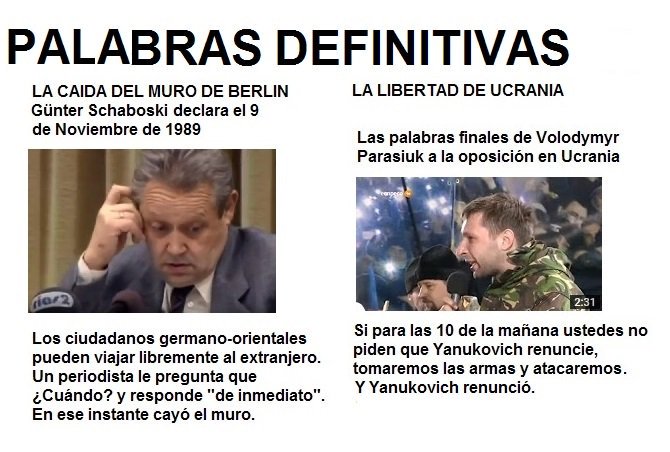 PALABRAS DEFINITIVAS
LA CAIDA DEL MURO DE BERLIN
Günter Schaboski declara el 9
de Noviembre de 1989
Los ciudadanos germano-orientales
pueden viajar libremente al extranjero.
Un periodista le pregunta que
¿Cuándo? y responde "de inmediato".
En ese instante cayó el muro.
LA LIBERTAD DE UCRANIA
Las palabras finales de Volodymyr
Parasiuk a la oposición en Ucrania
2:31
Si para las 10 de la mañana ustedes no
piden que Yanukovich renuncie,
tomaremos las armas y atacaremos.
Y Yanukovich renunció.